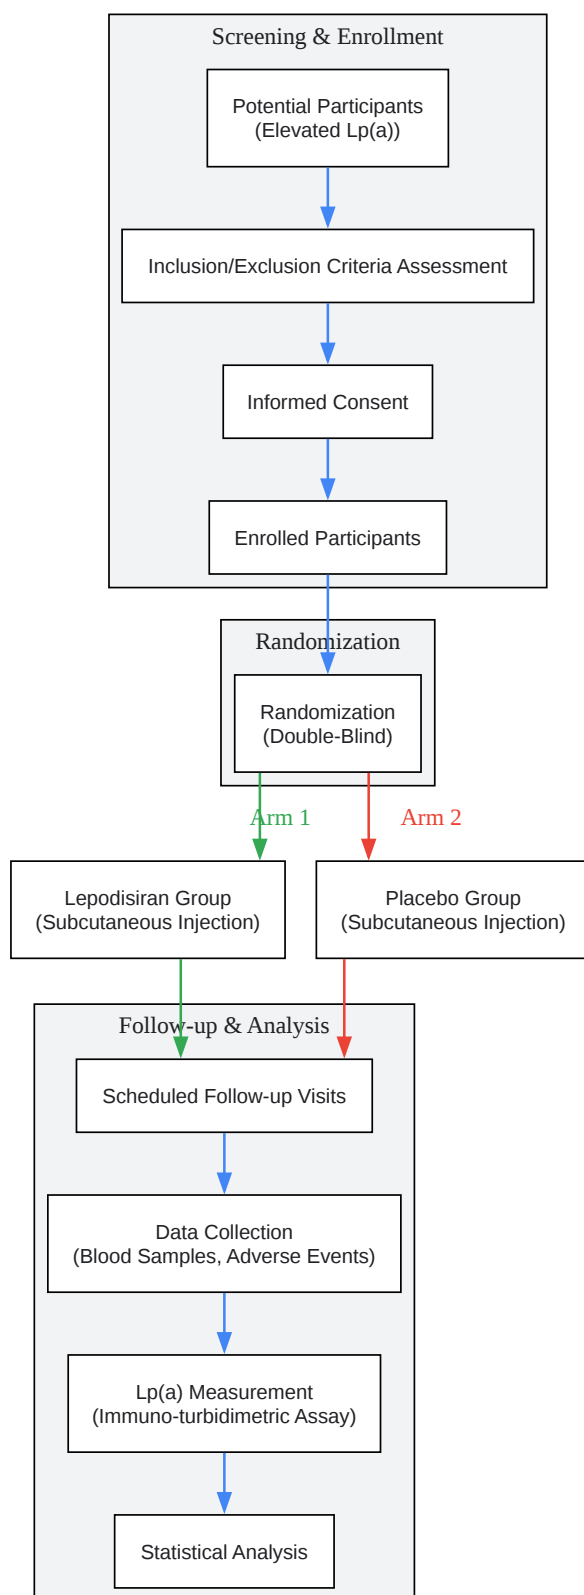 Screening & Enrollment
Potential Participants
(Elevated Lp(a))
Inclusion/Exclusion Criteria Assessment
Informed Consent
Enrolled Participants
Randomization
Randomization
(Double-Blind)
Arm 1
Arm 2
Lepodisiran Group
(Subcutaneous Injection)
Placebo Group
(Subcutaneous Injection)
Follow-up & Analysis
Scheduled Follow-up Visits
Data Collection
(Blood Samples, Adverse Events)
Lp(a) Measurement
(Immuno-turbidimetric Assay)
Statistical Analysis